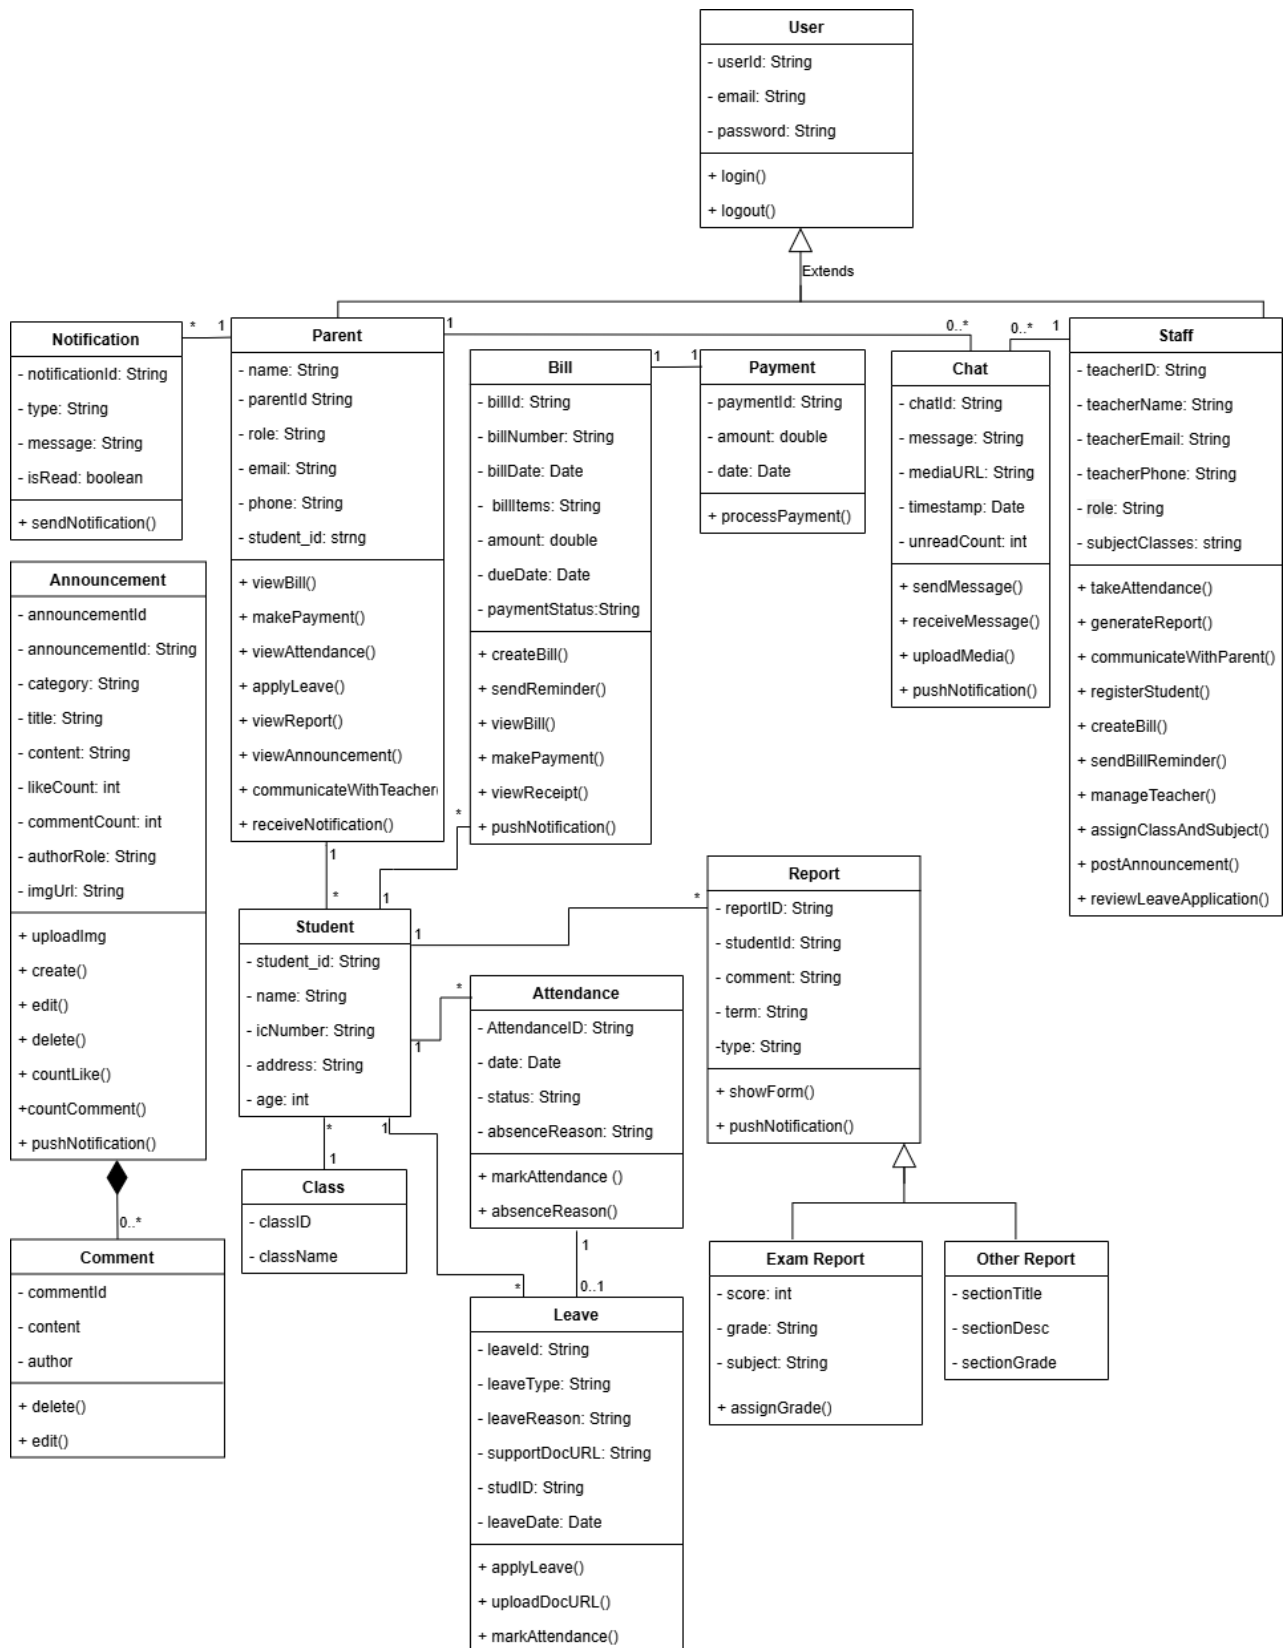 User
- userId: String
- email: String
- password: String
+ login()
+ logout()
Extends
* 1
1 0..*
0..* 1
Notification
- notificationId: String
- type: String
- message: String
- isRead: boolean
+ sendNotification()
Parent
- name: String
- parentId String
- role: String
- email: String
- phone: String
- student_id: strng
+ viewBill()
+ makePayment()
+ viewAttendance()
+ applyLeave()
+ viewReport()
+ viewAnnouncement()
+ communicateWithTeacher(
+ receiveNotification()
Bill
- billId: String
- billNumber: String
- billDate: Date
- billItems: String
- amount: double
- dueDate: Date
- paymentStatus:String
+ createBill()
+ sendReminder()
+ viewBill()
+ makePayment()
+ viewReceipt()
+ pushNotification()
1 1
Payment
- paymentId: String
- amount: double
- date: Date
+ processPayment()
Chat
- chatId: String
- message: String
- mediaURL: String
- timestamp: Date
- unreadCount: int
+ sendMessage()
+ receiveMessage()
+ uploadMedia()
+ pushNotification()
Staff
- teacherID: String
- teacherName: String
- teacherEmail: String
- teacherPhone: String
- role: String
- subjectClasses: string
+ takeAttendance()
+ generateReport()
+ communicateWithParent()
+ registerStudent()
+ createBill()
+ sendBillReminder()
+ manageTeacher()
+ assignClassAndSubject()
+ postAnnouncement()
+ reviewLeaveApplication()
Announcement
- announcementId
- announcementId: String
- category: String
- title: String
- content: String
- likeCount: int
- commentCount: int
- authorRole: String
- imgUrl: String
+ uploadImg
+ create()
+ edit()
+ delete()
+ countLike()
+countComment()
+ pushNotification()
0..*
Comment
- commentId
- content
- author
+ delete()
+ edit()
*
1
* 1
Student
- student_id: String
- name: String
- icNumber: String
- address: String
- age: int
1 *
1 *
* 1
1
Class
- classID
- className
Attendance
- AttendanceID: String
- date: Date
- status: String
- absenceReason: String
+ markAttendance ()
+ absenceReason()
1
* 0..1
Leave
- leaveId: String
- leaveType: String
- leaveReason: String
- supportDocURL: String
- studID: String
- leaveDate: Date
+ applyLeave()
+ uploadDocURL()
+ markAttendance()
Report
- reportID: String
- studentId: String
- comment: String
- term: String
-type: String
+ showForm()
+ pushNotification()
Exam Report
- score: int
- grade: String
- subject: String
+ assignGrade()
Other Report
- sectionTitle
- sectionDesc
- sectionGrade